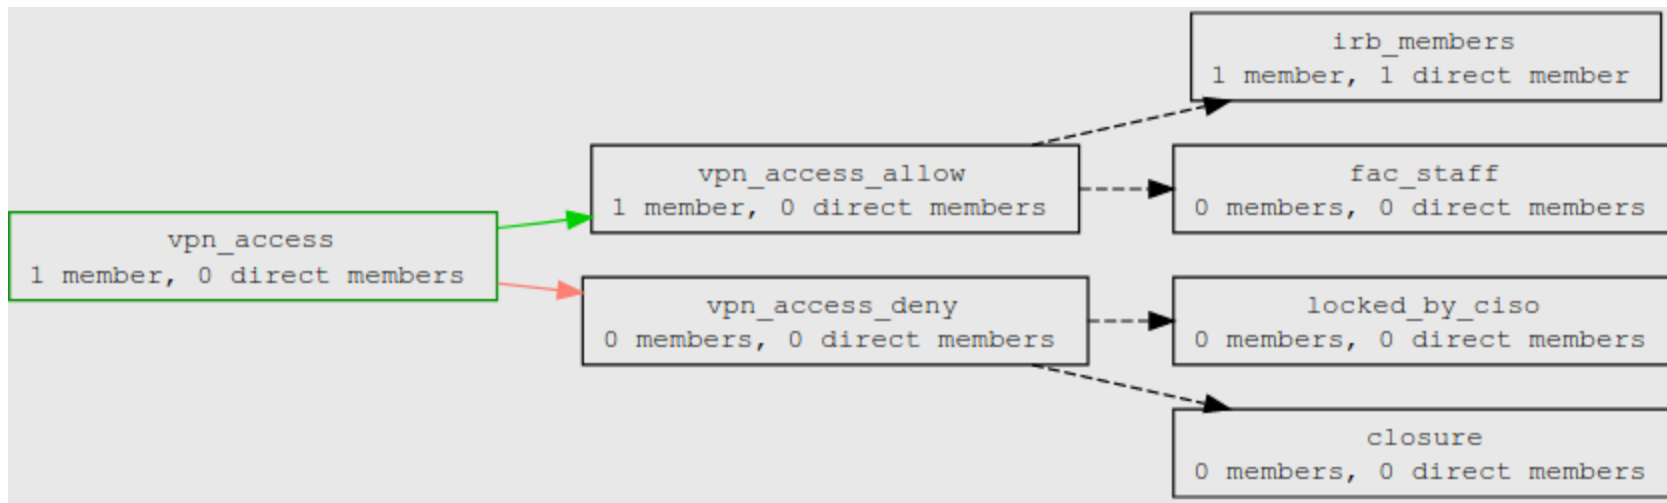 irb_members
1 member, 1 direct member
vpn_access_allow
1 member, 0 direct members
fac_staff
0 members, 0 direct members
vpn_access
1 member, 0 direct members
vpn_access_deny
0 members, 0 direct members
locked_by_ciso
0 members, 0 direct members
closure
0 members, 0 direct members